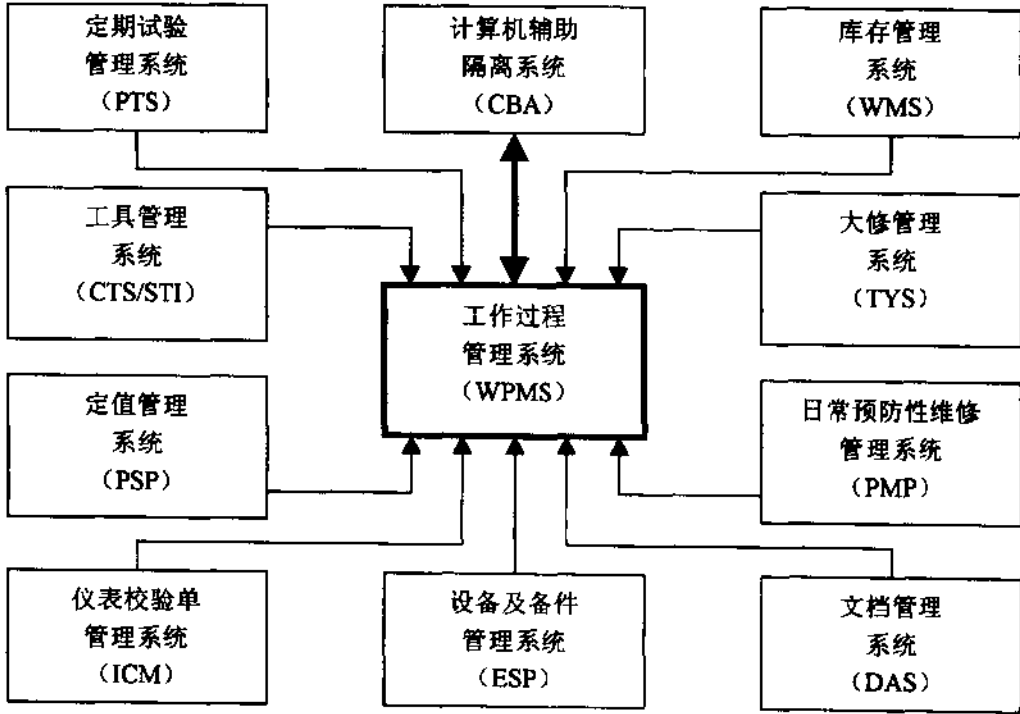 定期试验
管理系统
（PTS）
计算机辅助
隔离系统
（CBA）
库存管理
系统
（WMS）
工具管理
系统
（CTS/STI）
大修管理
系统
（TYS）
工作过程
管理系统
（WPMS）
定值管理
系统
（PSP）
日常预防性维修
管理系统
（PMP）
仪表校验单
管理系统
（ICM）
设备及备件
管理系统
（ESP）
文档管理
系统
（DAS）